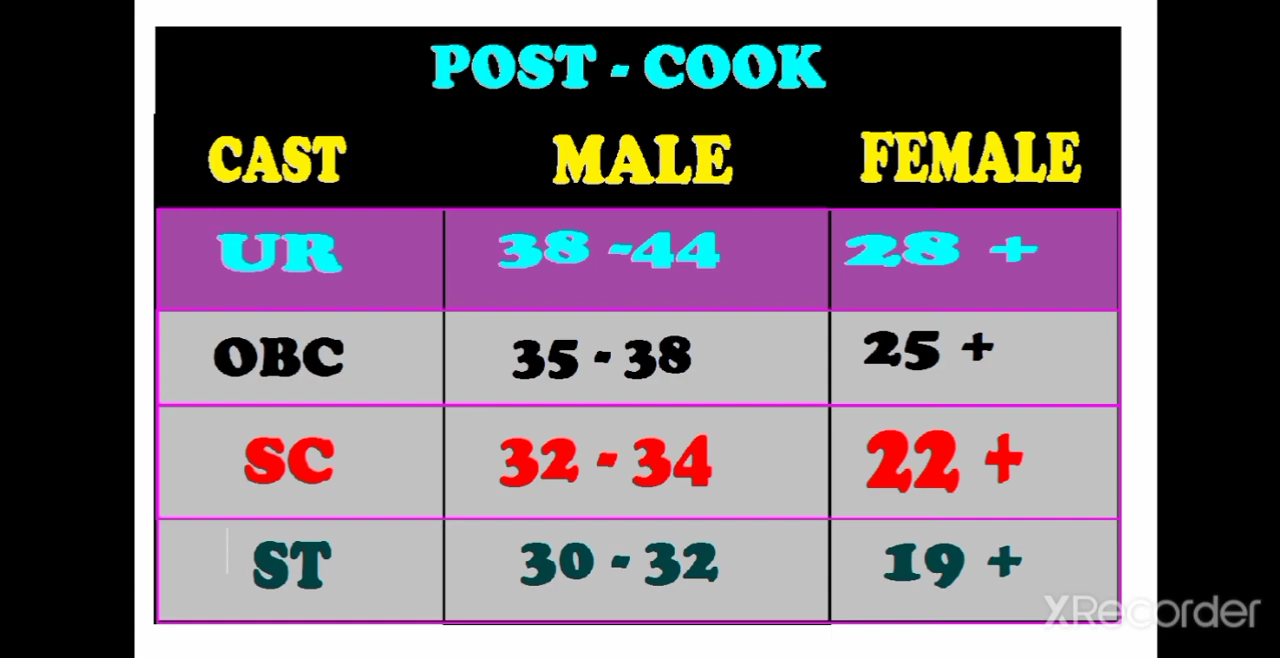 POST - COOK
CAST MALE FEMALE
UR 38 -44 28 +
OBC 35 - 38 25 +
SC 32 - 34 22 +
ST 30 - 32 19 +
XRecorder